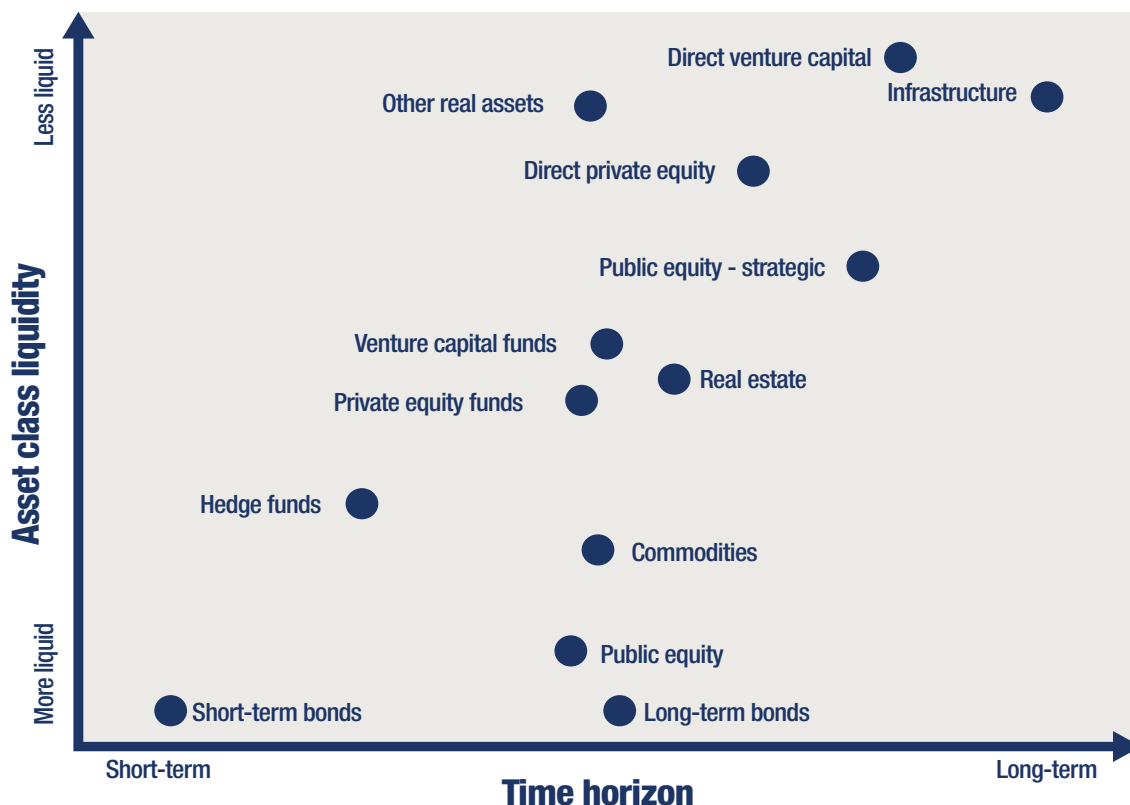 Less liquid
Direct venture capital
Infrastructure
Other real assets
Direct private equity
Public equity - strategic
Asset class liquidity
Venture capital funds
Real estate
Private equity funds
Hedge funds
Commodities
More liquid
Public equity
Short-term bonds
Long-term bonds
Short-term
Long-term
Time horizon